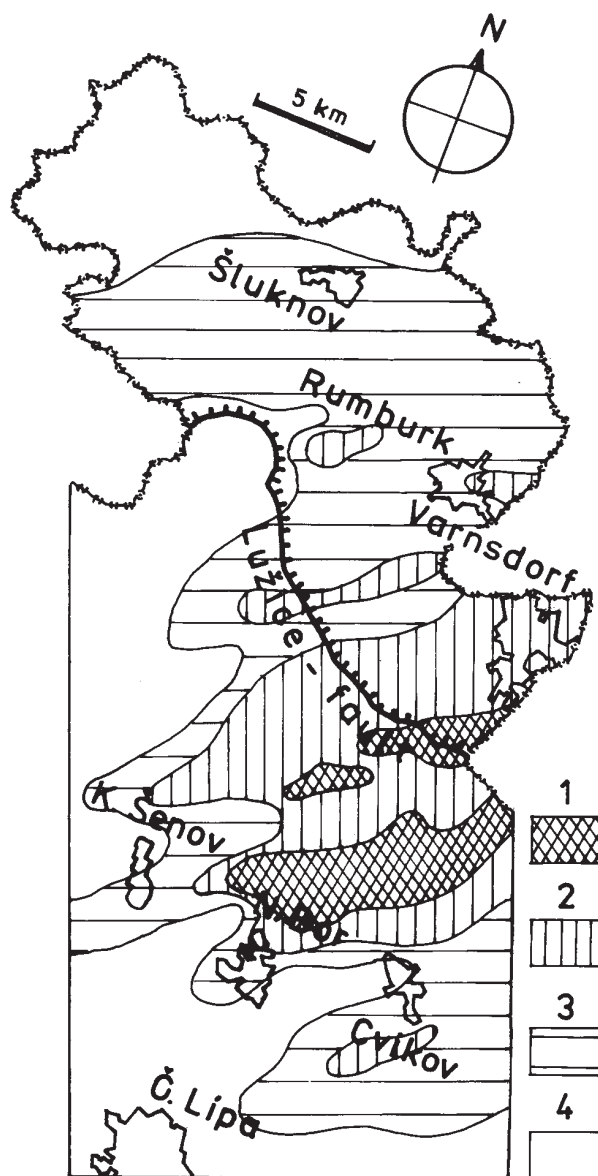 N
5 km
Šluknov
Rumburk
Varnsdorf
Lužice-fault
K. Šenov
N. Bor
1
2
Cvikov
3
Č. Lípa
4